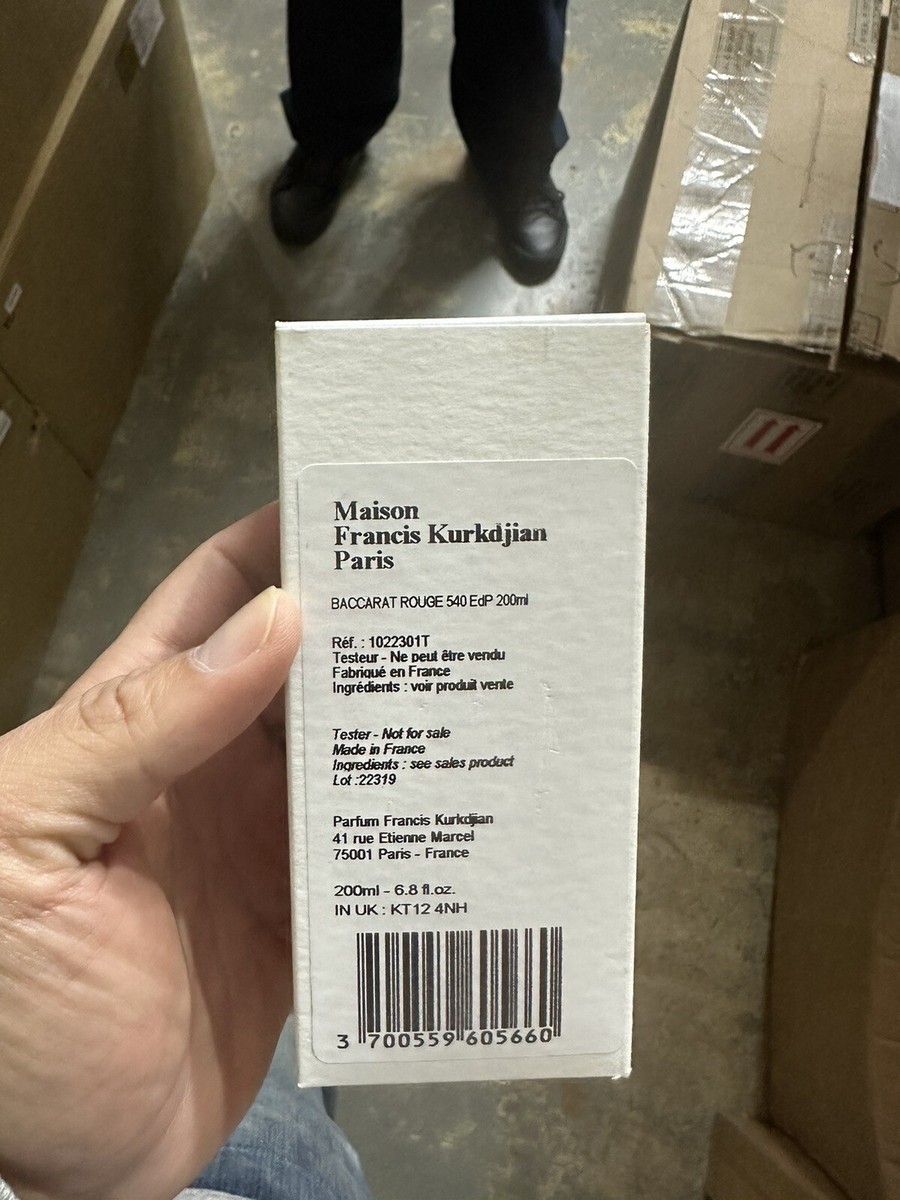 Maison
Francis Kurkdjian
Paris
BACCARAT ROUGE 540 EdP 200ml
Réf. : 1022301T
Testeur - Ne peut être vendu
Fabriqué en France
Ingrédients : voir produit vente
Tester - Not for sale
Made in France
Ingredients : see sales product
Lot :22319
Parfum Francis Kurkdjian
41 rue Etienne Marcel
75001 Paris - France
200ml - 6.8 fl.oz.
IN UK : KT12 4NH
3 700559 605660